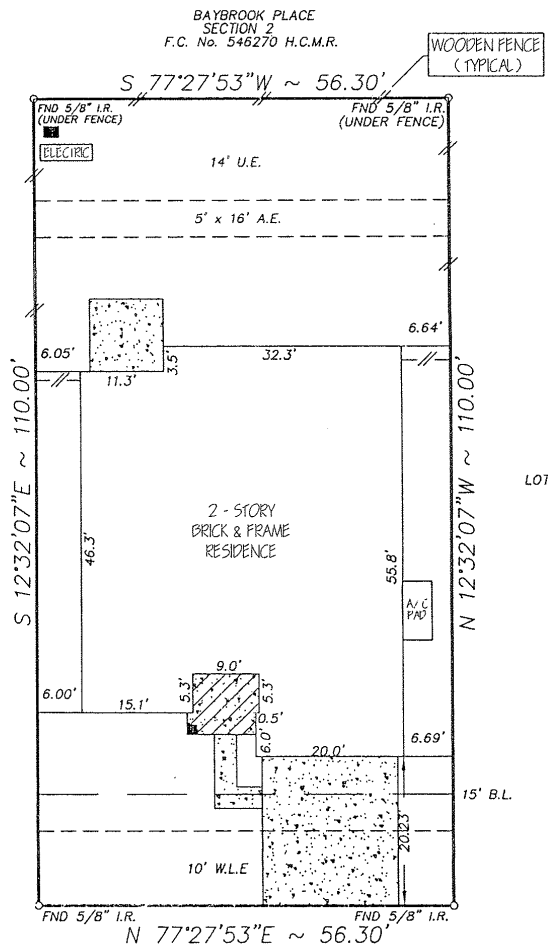 BAYBROOK PLACE
SECTION 2
F.C. No. 546270 H.C.M.R.
WOODEN FENCE
(TYPICAL)
S 77°27'53"W ~ 56.30'
FND 5/8" I.R.
(UNDER FENCE)
FND 5/8" I.R.
(UNDER FENCE)
ELECTRIC
14' U.E.
5' x 16' A.E.
6.64'
6.05'
3.5'
32.3'
11.3'
S 12°32'07"E ~ 110.00'
N 12°32'07"W ~ 110.00'
LOT
2 - STORY
BRICK & FRAME
RESIDENCE
46.3'
55.8'
A/C
PAD
9.0'
5.3'
5.3'
6.00'
15.1'
0.5'
6.0'
20.0'
6.69'
15' B.L.
20.23'
10' W.L.E
FND 5/8" I.R.
FND 5/8" I.R.
N 77°27'53"E ~ 56.30'